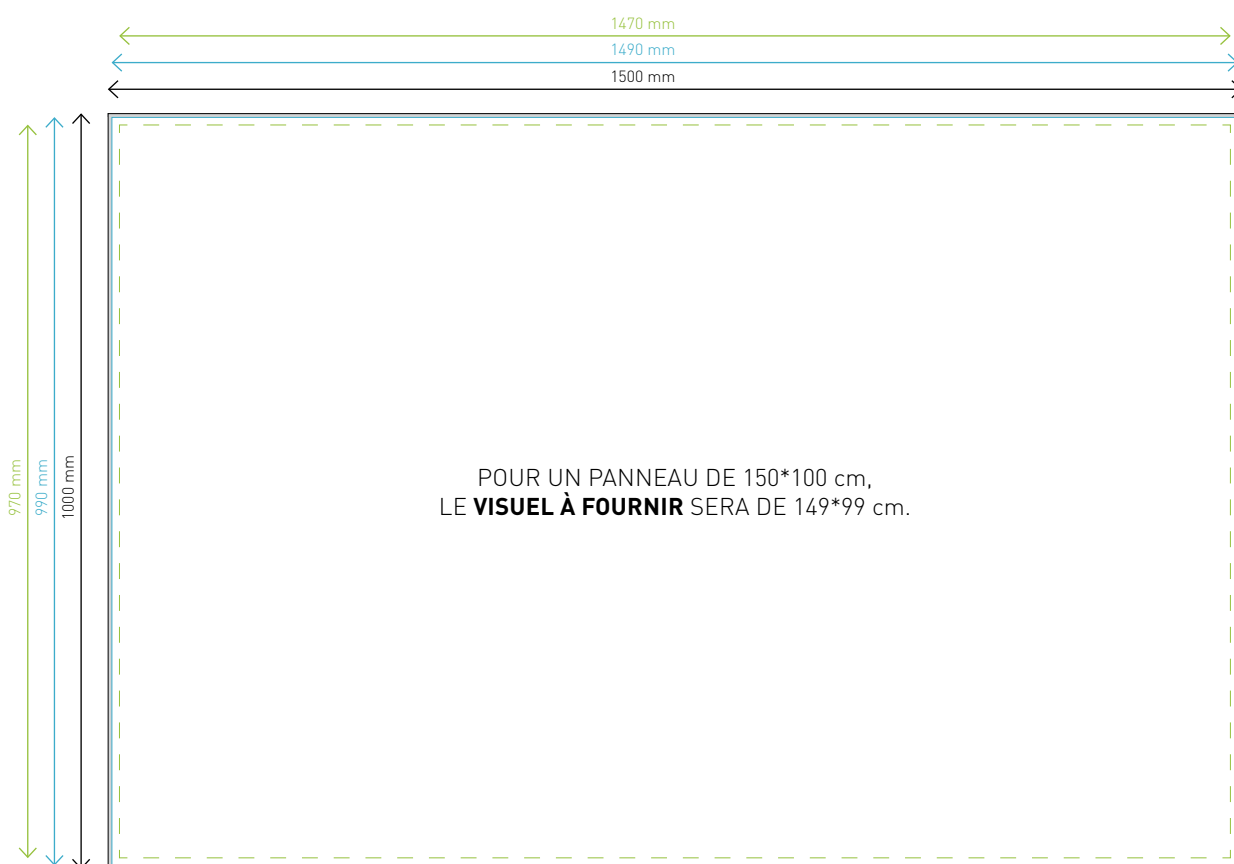 1470 mm
1490 mm
1500 mm
970 mm
990 mm
1000 mm
POUR UN PANNEAU DE 150*100 cm,
LE VISUEL À FOURNIR SERA DE 149*99 cm.